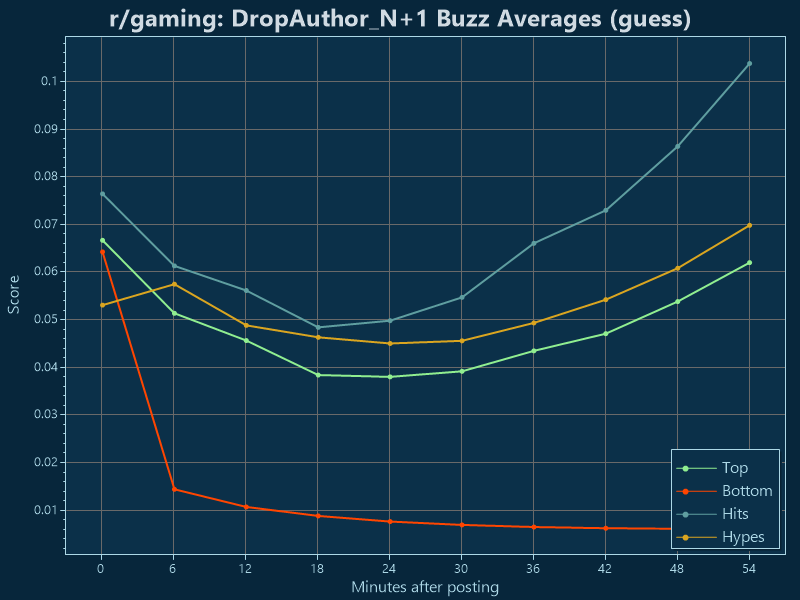 r/gaming: DropAuthor_N+1 Buzz Averages (guess)
0.1
0.09
0.08
0.07
0.06
0.05
0.04
0.03
0.02
0.01
Score
0 6 12 18 24 30 36 42 48 54
Minutes after posting
Top
Bottom
Hits
Hypes